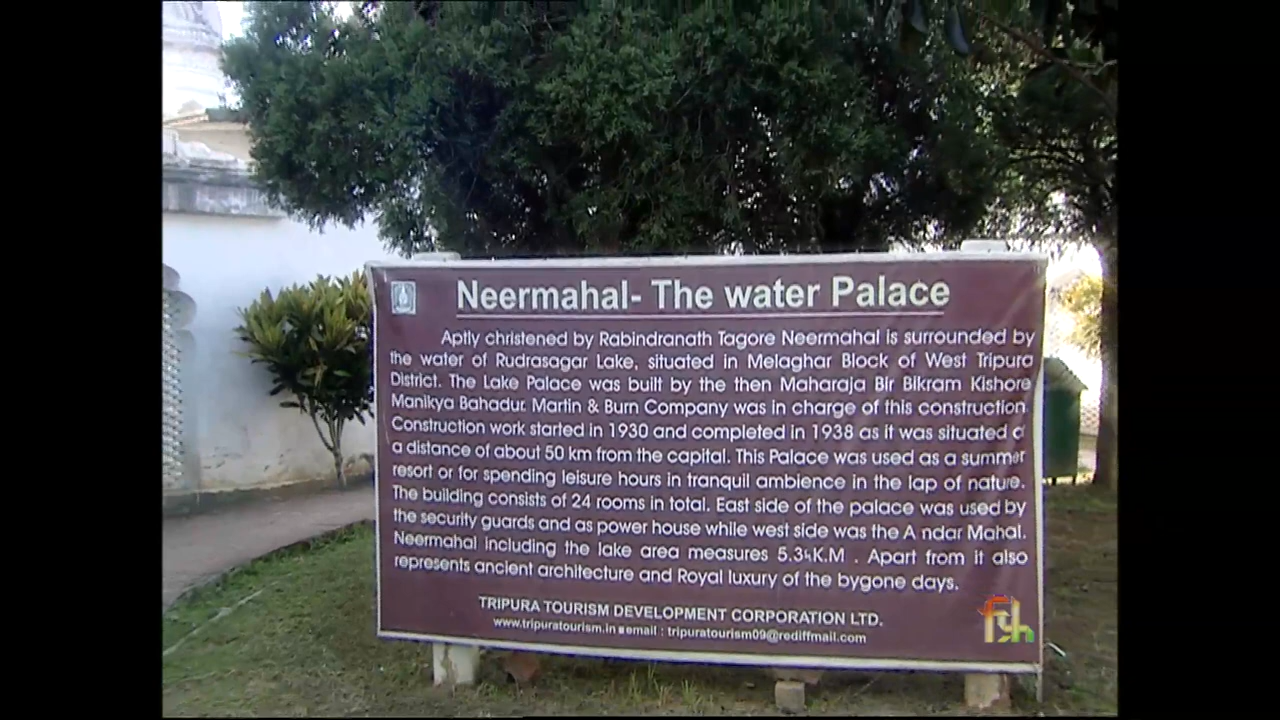 Neermahal- The water Palace
Aptly christened by Rabindranath Tagore Neermahal is surrounded by
the water of Rudrasagar Lake, situated in Melaghar Block of West Tripura
District. The Lake Palace was built by the then Maharaja Bir Bikram Kishore
Manikya Bahadur. Martin & Burn Company was in charge of this construction
Construction work started in 1930 and completed in 1938 as it was situated
a distance of about 50 km from the capital. This Palace was used as a summer
resort or for spending leisure hours in tranquil ambience in the lap of nature.
The building consists of 24 rooms in total. East side of the palace was used by
the security guards and as power house while west side was the A ndar Mahal.
Neermahal including the lake area measures K.M . Apart from it also
represents ancient architecture and Royal luxury of the bygone days.
TRIPURA TOURISM DEVELOPMENT CORPORATION LTD.
www.tripuratourism.in ■ email : tripuratourism09@rediffmail.com